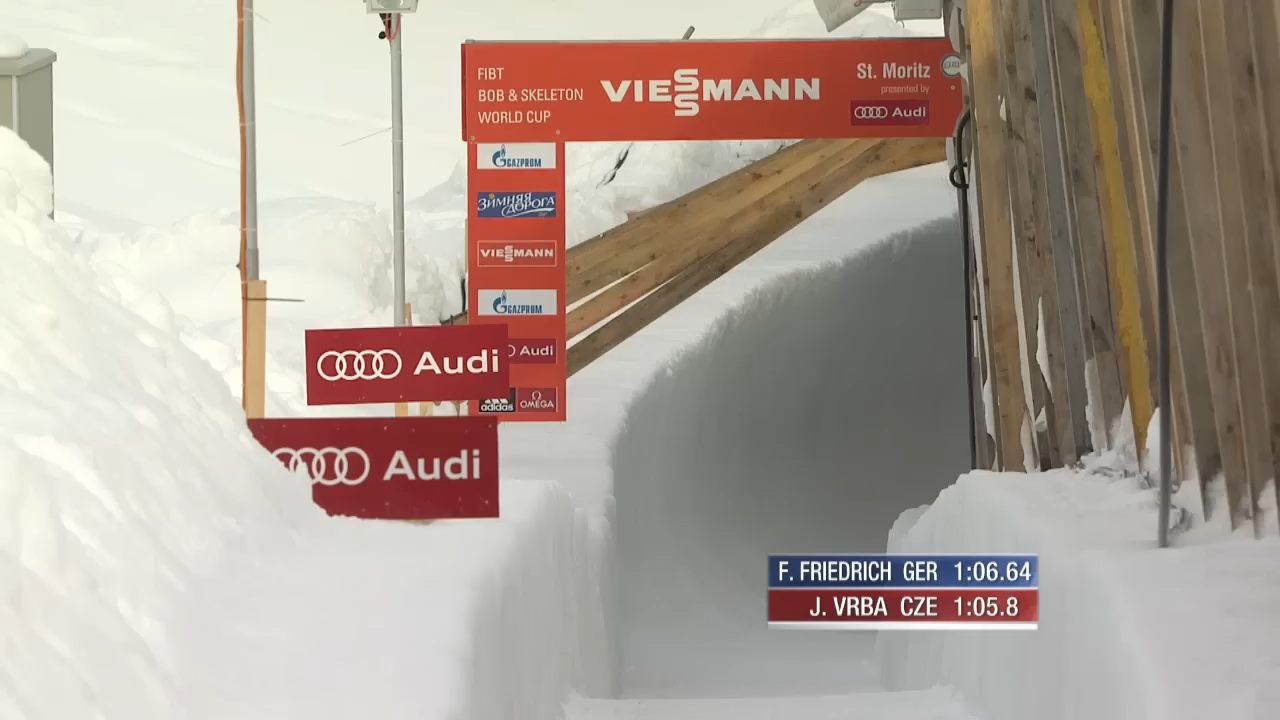 FIBT
BOB & SKELETON
WORLD CUP
VIESSMANN
St. Moritz
presented by
Audi
GAZPROM
ЗИМНЯЯ ДОРОГА
VIESSMANN
GAZPROM
Audi
adidas
OMEGA
Audi
Audi
F. FRIEDRICH GER 1:06.64
J. VRBA CZE 1:05.8